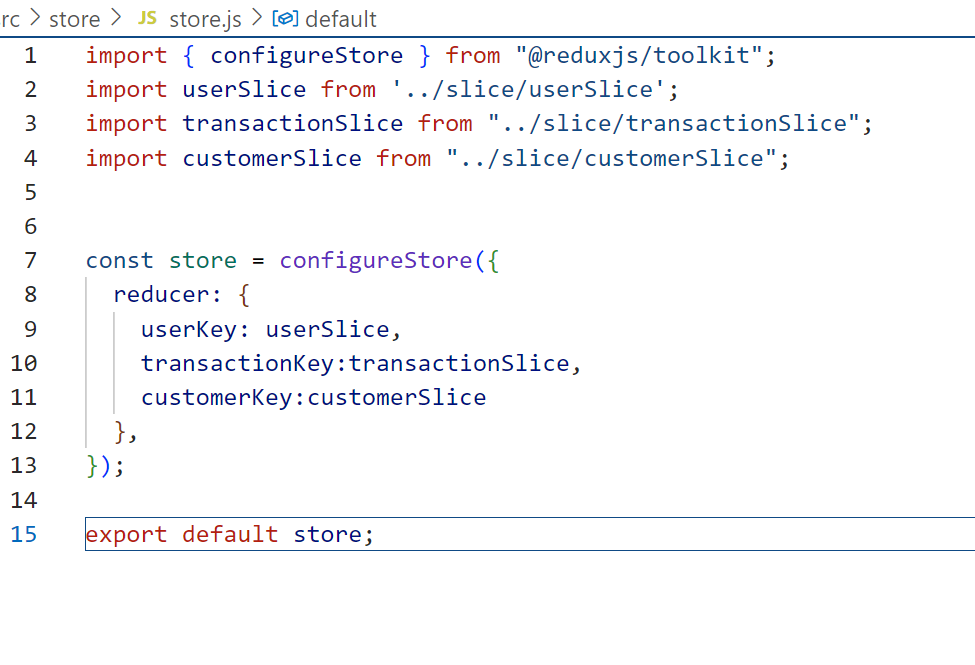 rc > store > JS store.js > default
1 import { configureStore } from "@reduxjs/toolkit";
2 import userSlice from '../slice/userSlice';
3 import transactionSlice from "../slice/transactionSlice";
4 import customerSlice from "../slice/customerSlice";
5
6
7 const store = configureStore({
8   reducer: {
9     userKey: userSlice,
10     transactionKey:transactionSlice,
11     customerKey:customerSlice
12   },
13 });
14
15 export default store;